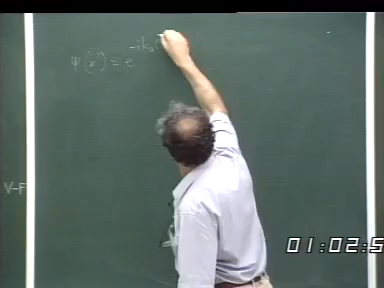 ψ(x⃗) = e^{-ik₀
V-F
01:02:5